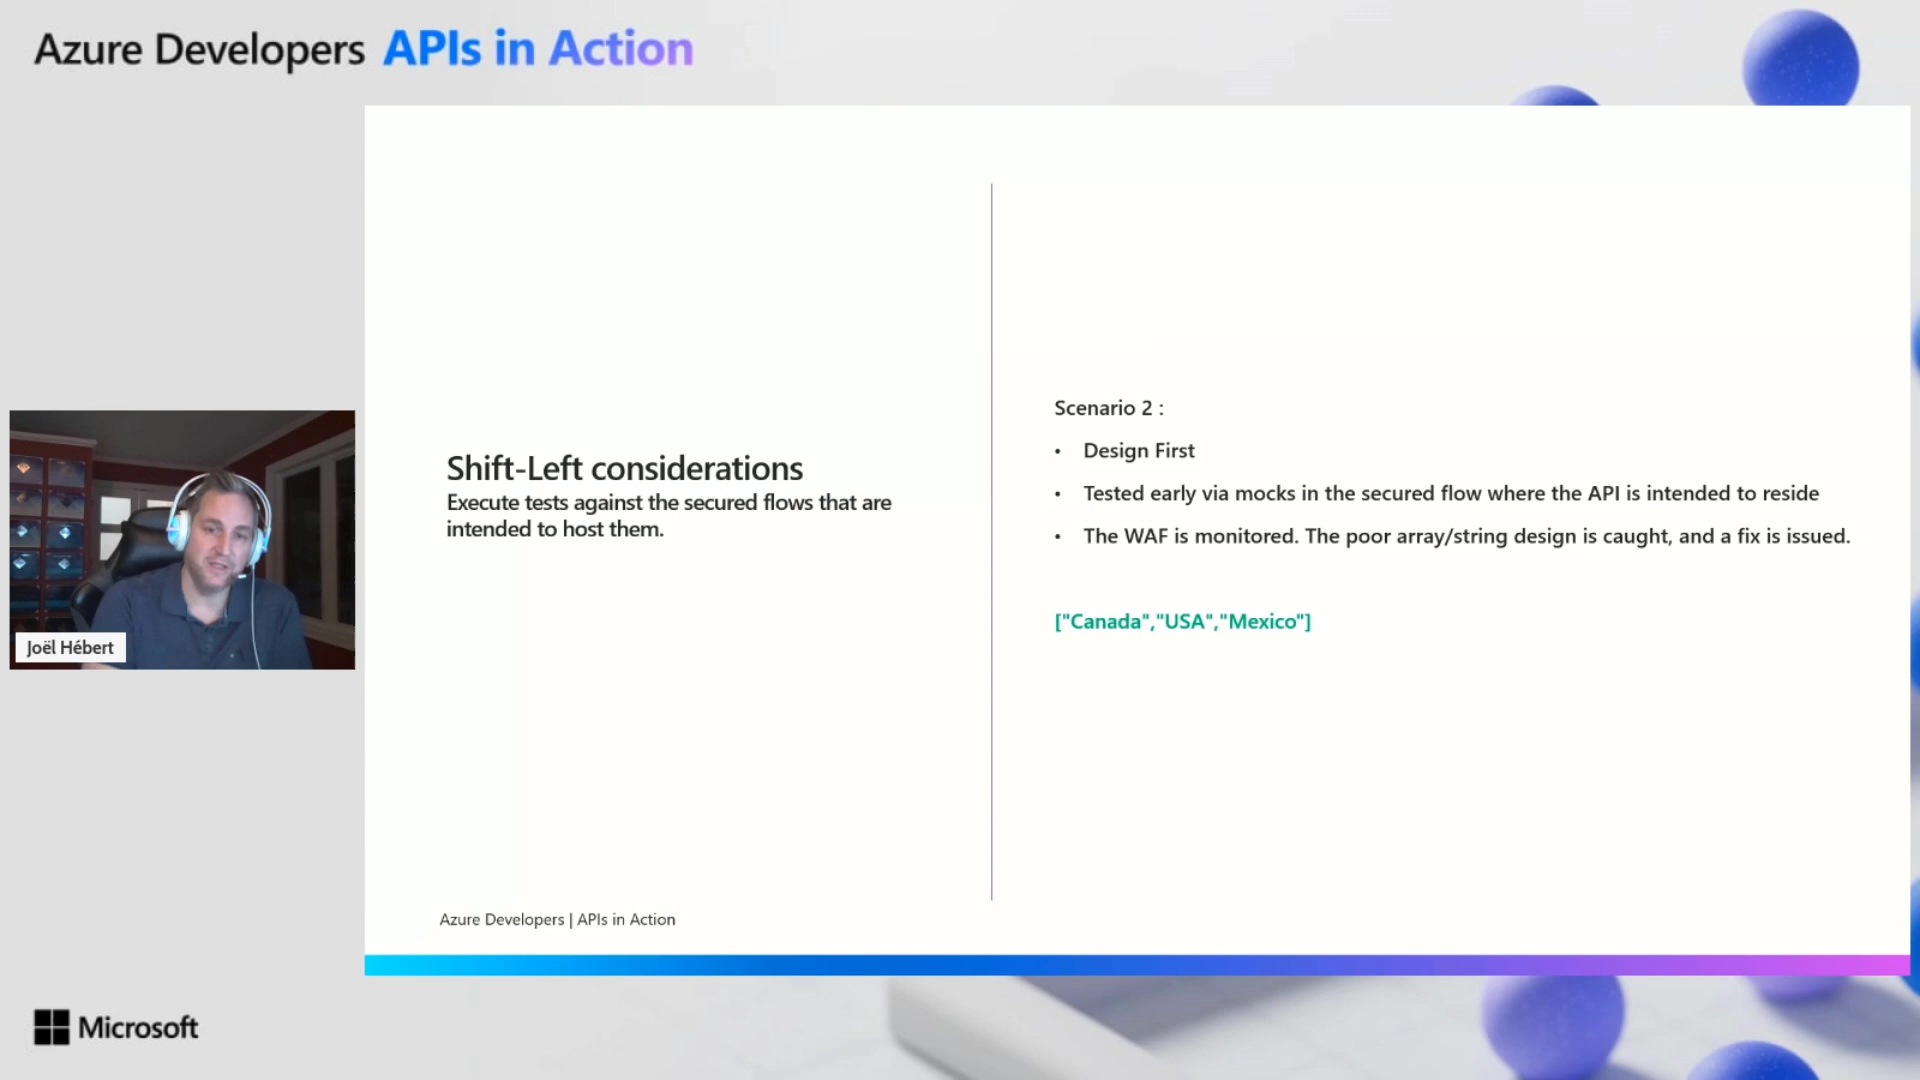 Azure Developers APIs in Action
Joël Hébert
Shift-Left considerations
Execute tests against the secured flows that are
intended to host them.
Scenario 2 :
• Design First
• Tested early via mocks in the secured flow where the API is intended to reside
• The WAF is monitored. The poor array/string design is caught, and a fix is issued.
["Canada","USA","Mexico"]
Azure Developers | APIs in Action
Microsoft